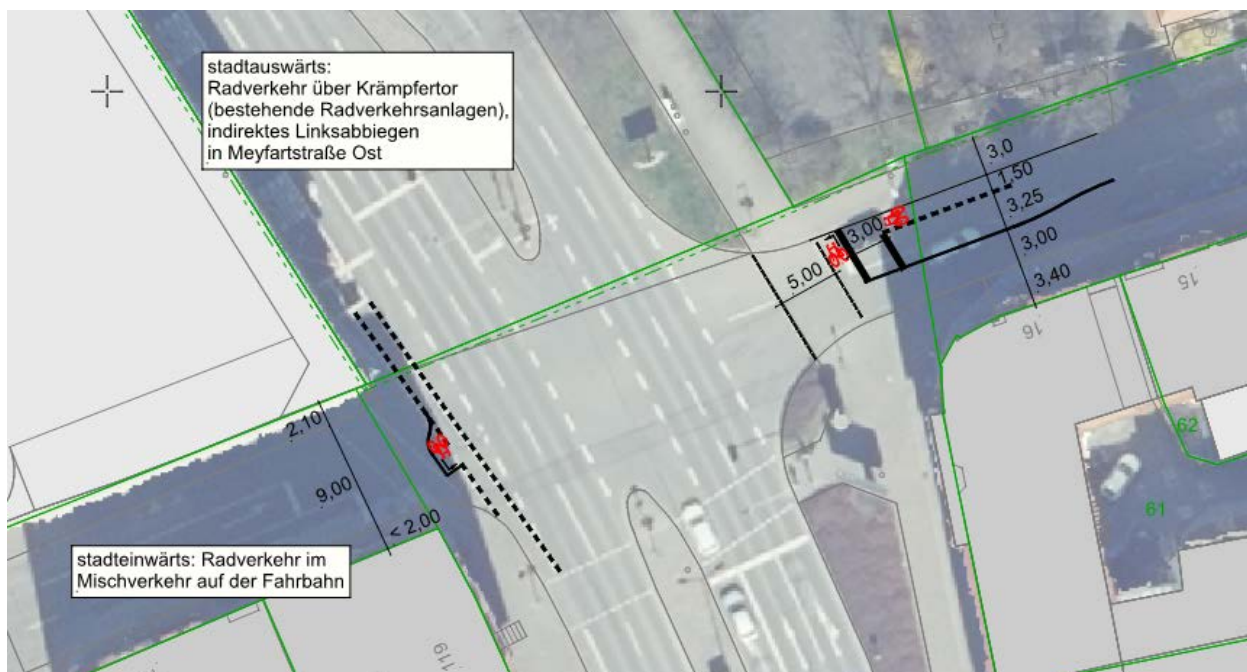 stadtauswärts:
Radverkehr über Krämpfertor
(bestehende Radverkehrsanlagen),
indirektes Linksabbiegen
in Meyfartstraße Ost
3,0
1,50
3,25
3,00
3,40
3,00
5,00
15
16
2,10
9,00
< 2,00
62
61
stadteinwärts: Radverkehr im
Mischverkehr auf der Fahrbahn
119